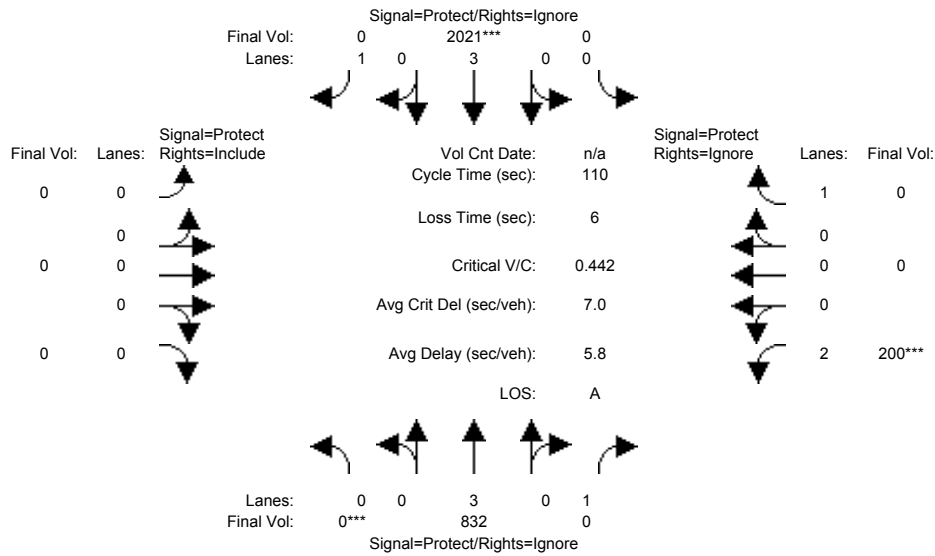 Signal=Protect/Rights=Ignore
Final Vol: 0 2021*** 0
Lanes: 1 0 3 0 0
Signal=Protect
Final Vol: Lanes: Rights=Include
Vol Cnt Date: n/a
Signal=Protect
Rights=Ignore Lanes: Final Vol:
Cycle Time (sec): 110
0 0
1 0
Loss Time (sec): 6
0
0
0 0
Critical V/C: 0.442
0 0
0
Avg Crit Del (sec/veh): 7.0
0
0 0
Avg Delay (sec/veh): 5.8
2 200***
LOS: A
Lanes: 0 0 3 0 1
Final Vol: 0*** 832 0
Signal=Protect/Rights=Ignore